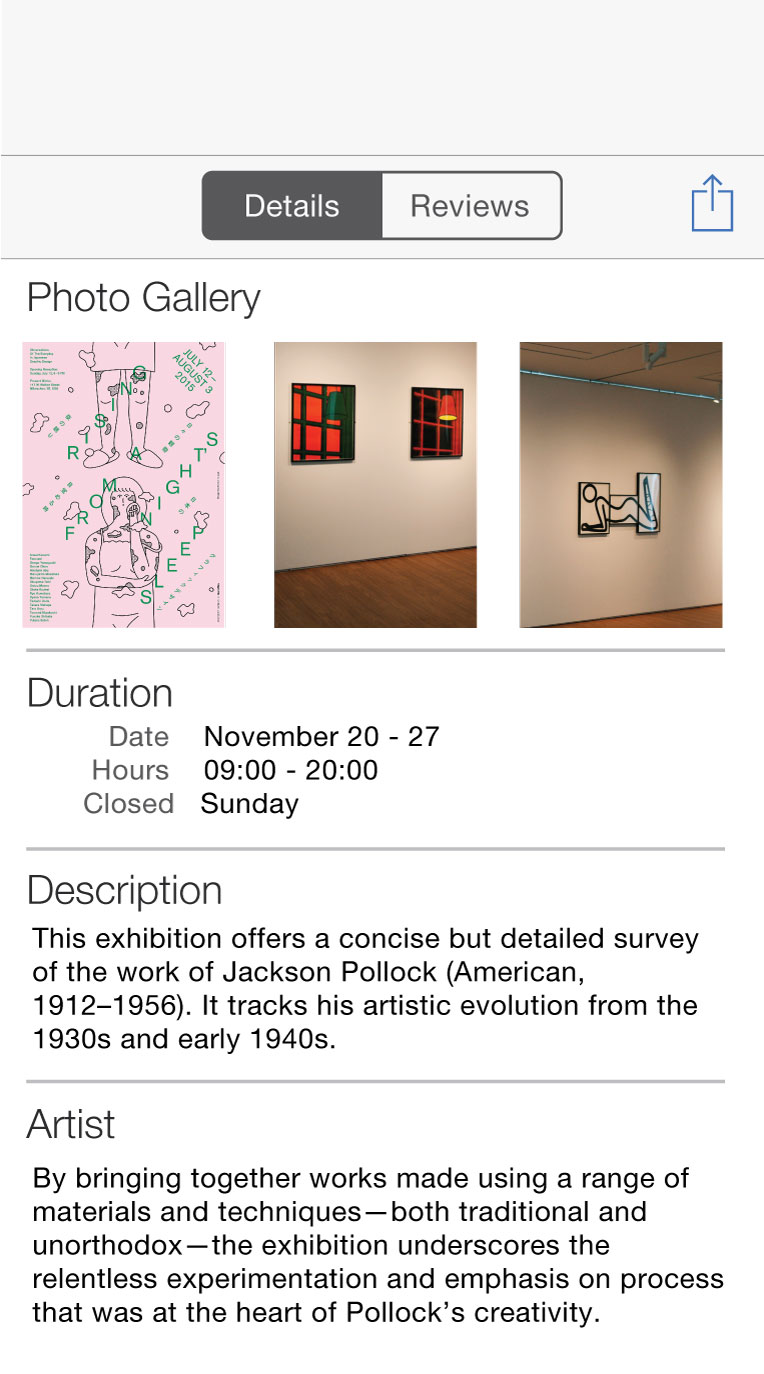 Details
Reviews
Photo Gallery
JULY 12–
AUGUST 3
2015
RISING
FROM A
NIGHT'S
SLEEP
Duration
Date November 20 - 27
Hours 09:00 - 20:00
Closed Sunday
Description
This exhibition offers a concise but detailed survey
of the work of Jackson Pollock (American,
1912–1956). It tracks his artistic evolution from the
1930s and early 1940s.
Artist
By bringing together works made using a range of
materials and techniques—both traditional and
unorthodox—the exhibition underscores the
relentless experimentation and emphasis on process
that was at the heart of Pollock’s creativity.